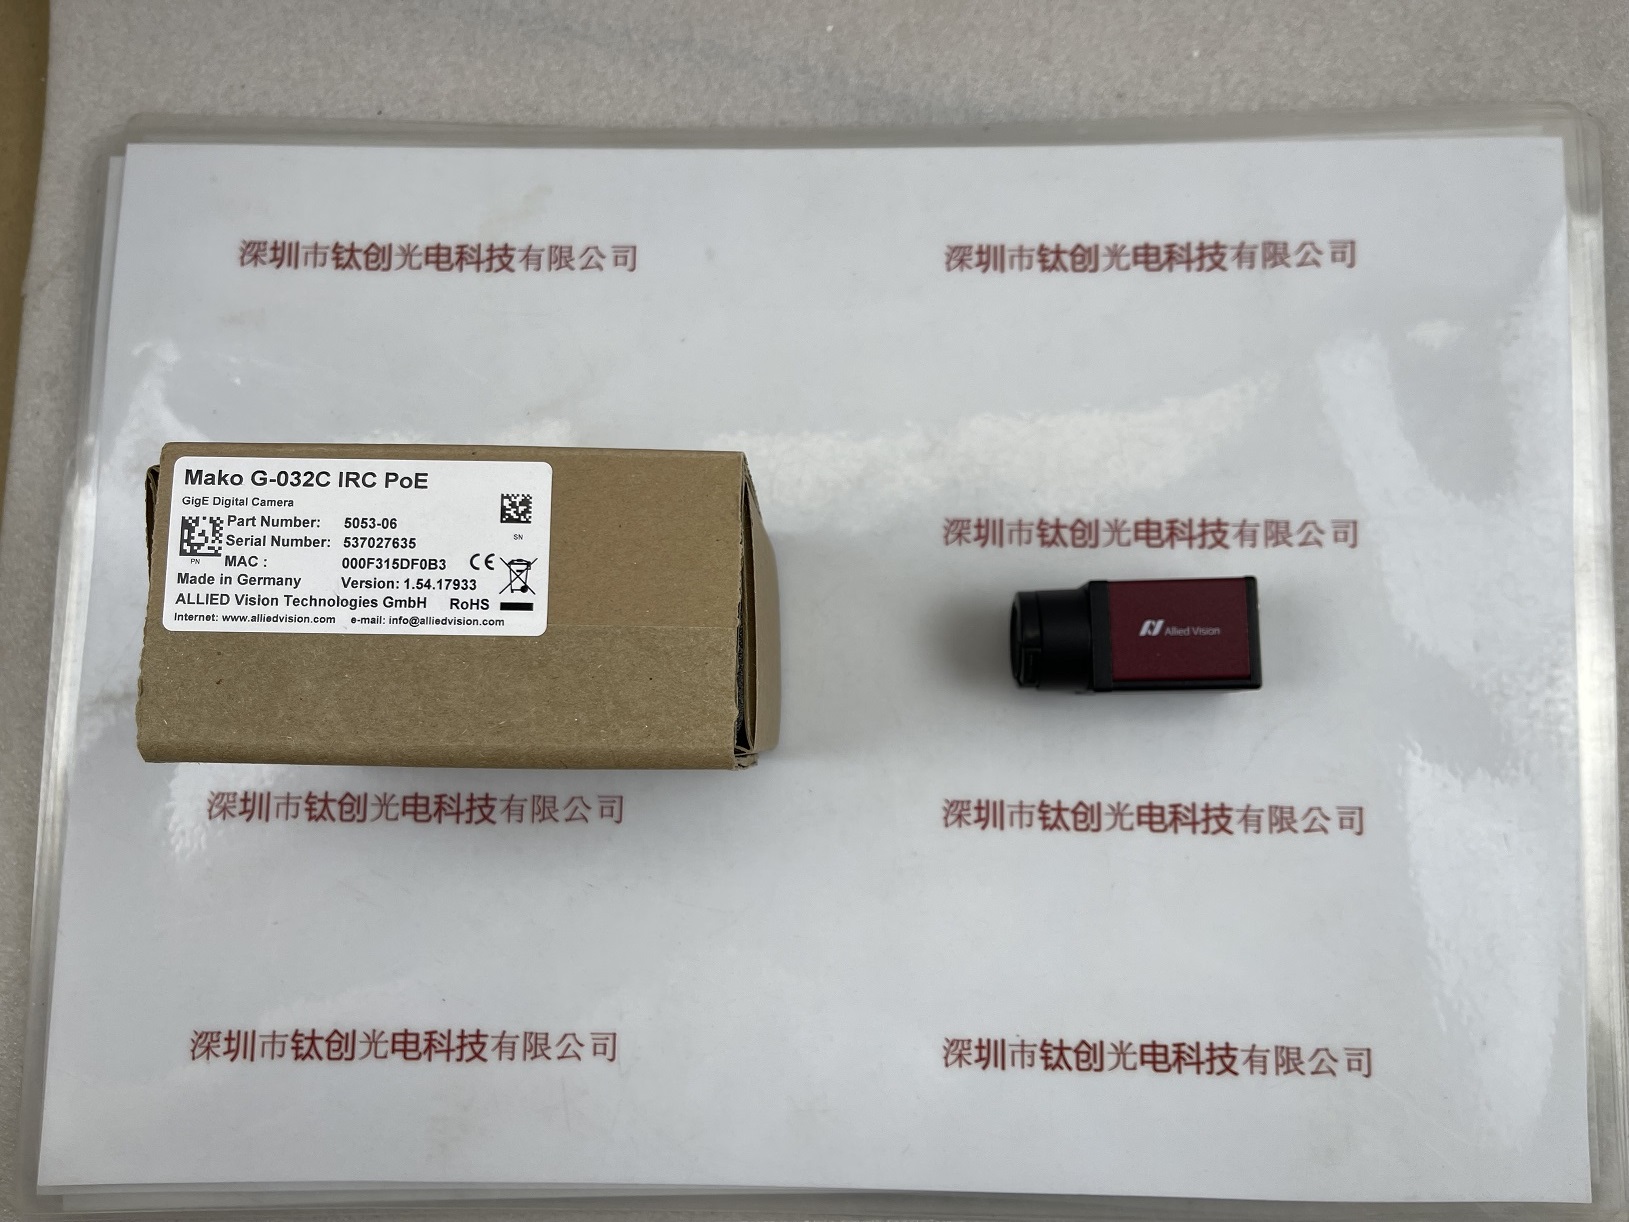 深圳市钛创光电科技有限公司
深圳市钛创光电科技有限公司
Mako G-032C IRC PoE
GigE Digital Camera
Part Number: 5053-06
Serial Number: 537027635
SN
PN
MAC : 000F315DF0B3 CE
Made in Germany Version: 1.54.17933
ALLIED Vision Technologies GmbH RoHS
Internet: www.alliedvision.com e-mail: info@alliedvision.com
深圳市钛创光电科技有限公司
Allied Vision
深圳市钛创光电科技有限公司
深圳市钛创光电科技有限公司
深圳市钛创光电科技有限公司
深圳市钛创光电科技有限公司